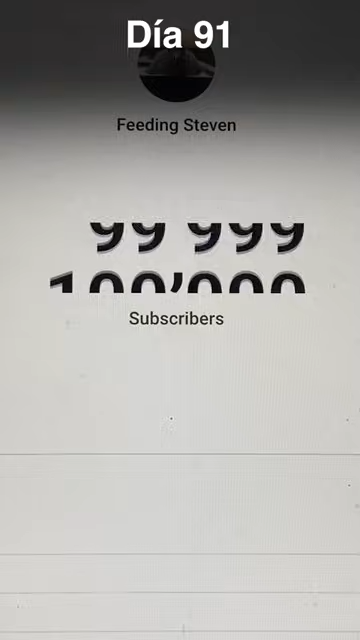 Día 91
Feeding Steven
99 999
100’000
Subscribers